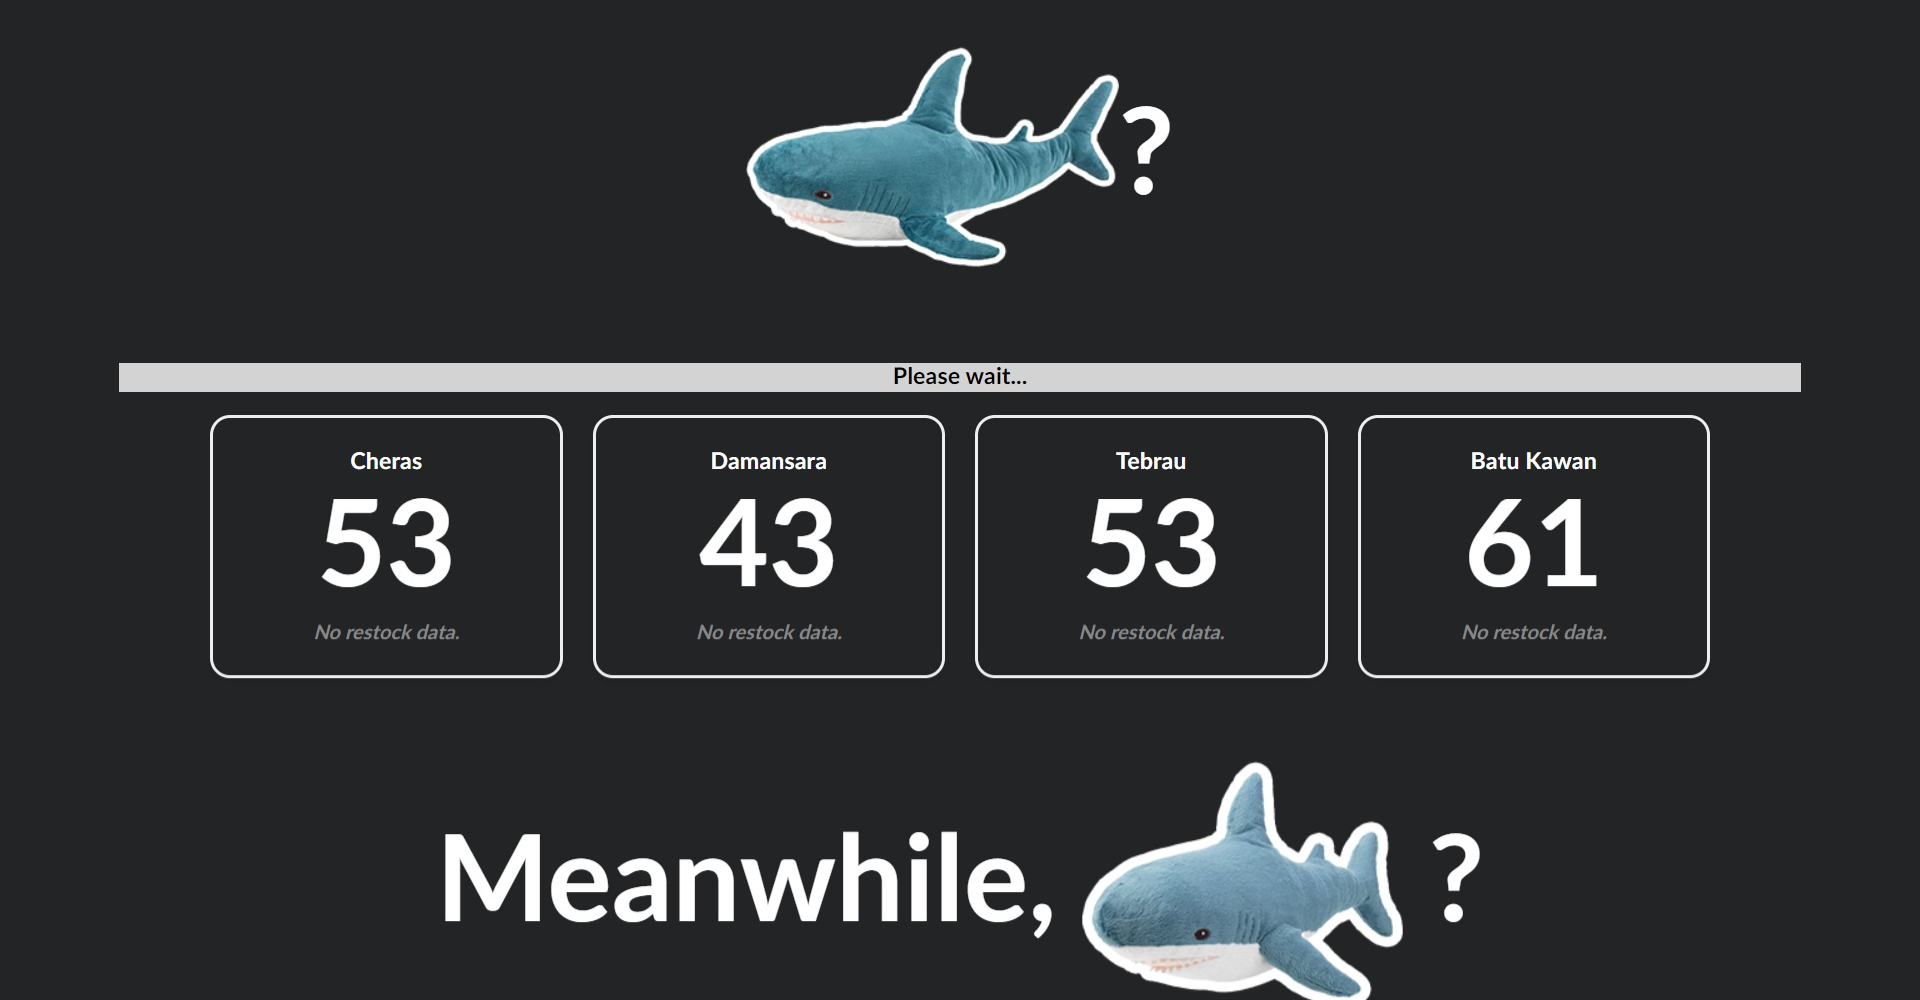 ?
Please wait...
Cheras
53
No restock data.
Damansara
43
No restock data.
Tebrau
53
No restock data.
Batu Kawan
61
No restock data.
Meanwhile, ?